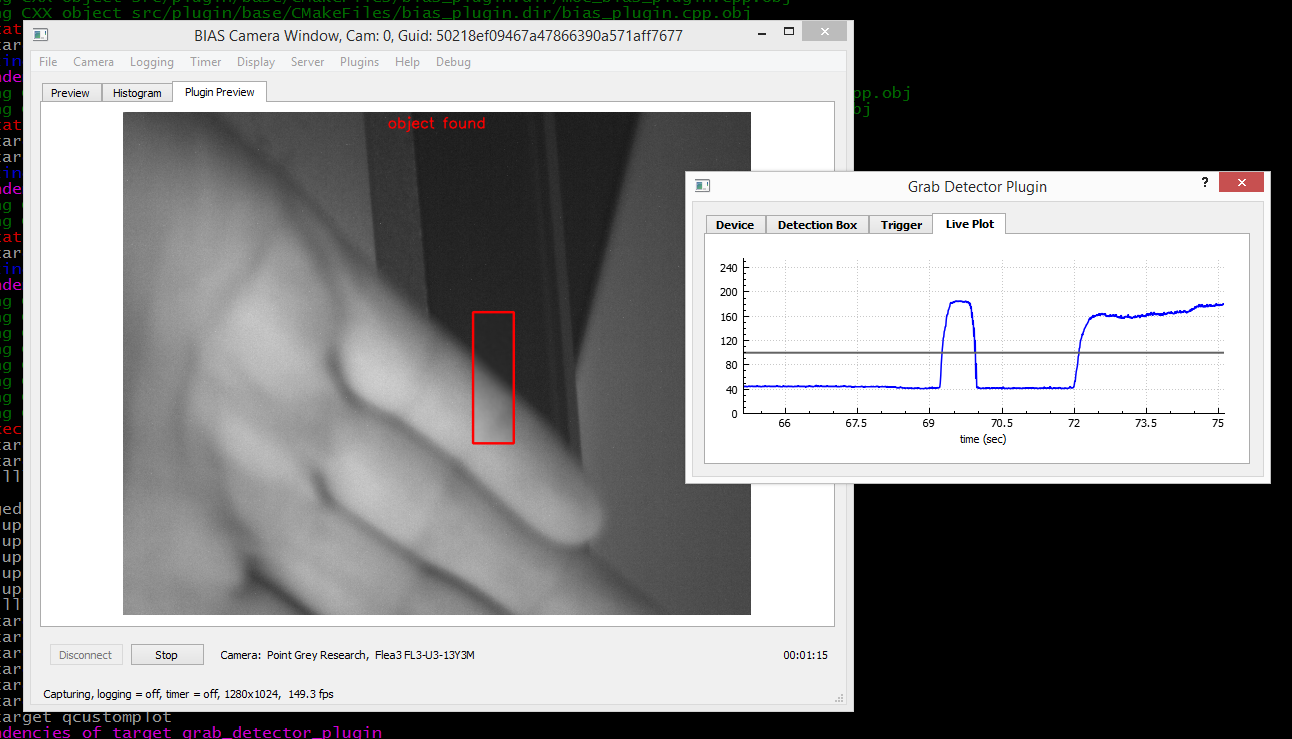 ng CXX object src/plugin/base/CMakeFiles/bias_plugin.dir/bias_plugin.cpp.obj
BIAS Camera Window, Cam: 0, Guid: 50218ef09467a47866390a571aff7677
File Camera Logging Timer Display Server Plugins Help Debug
Preview Histogram Plugin Preview
object found
Grab Detector Plugin
?
Device Detection Box Trigger Live Plot
240
200
160
120
80
40
0
66 67.5 69 70.5 72 73.5 75
time (sec)
Disconnect Stop Camera: Point Grey Research, Flea3 FL3-U3-13Y3M 00:01:15
Capturing, logging = off, timer = off, 1280x1024, 149.3 fps
target qcustomplot
ndencies of target grab_detector_plugin